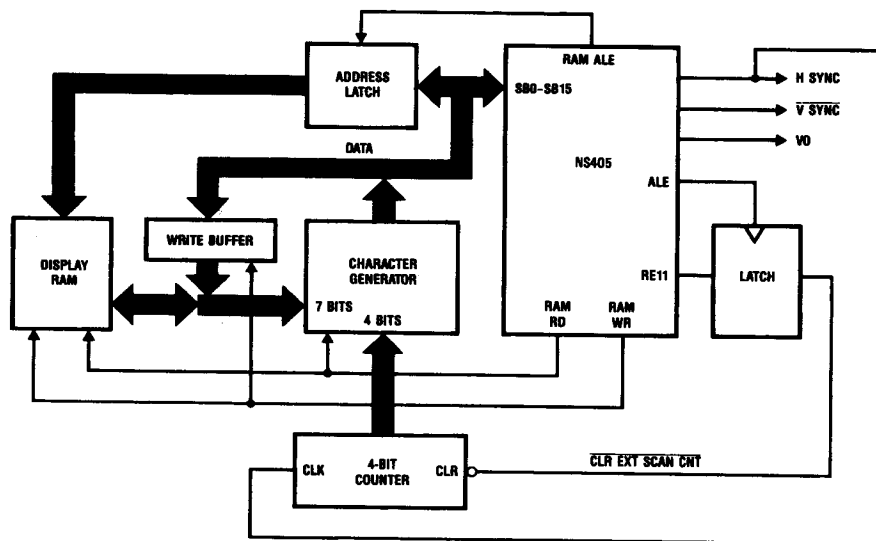 RAM ALE
ADDRESS
LATCH
SB0-SB15
H SYNC
V SYNC
VO
DATA
NS405
ALE
WRITE BUFFER
DISPLAY
RAM
CHARACTER
GENERATOR
7 BITS
4 BITS
RE11
LATCH
RAM
RD
RAM
WR
CLK
4-BIT
COUNTER
CLR
CLR EXT SCAN CNT